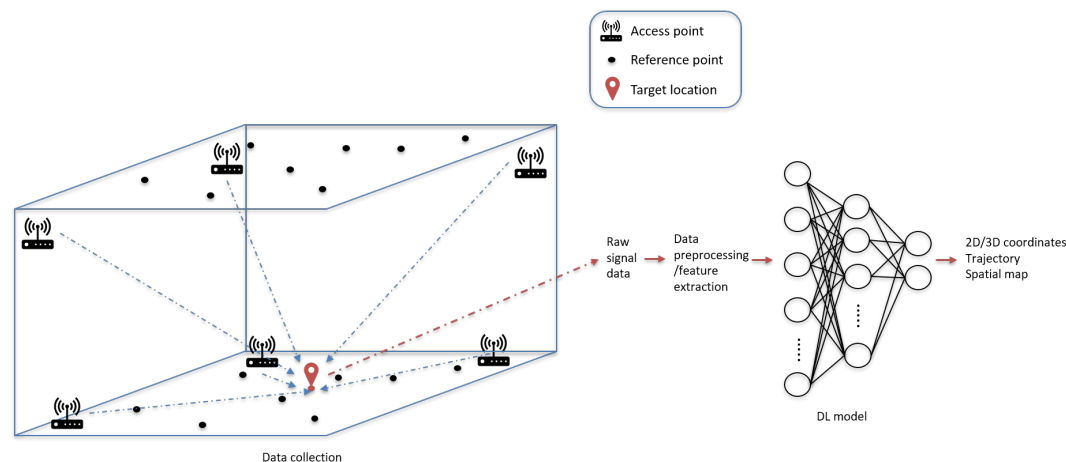 Access point
Reference point
Target location
Raw
signal
data
Data
preprocessing
/feature
extraction
2D/3D coordinates
Trajectory
Spatial map
DL model
Data collection